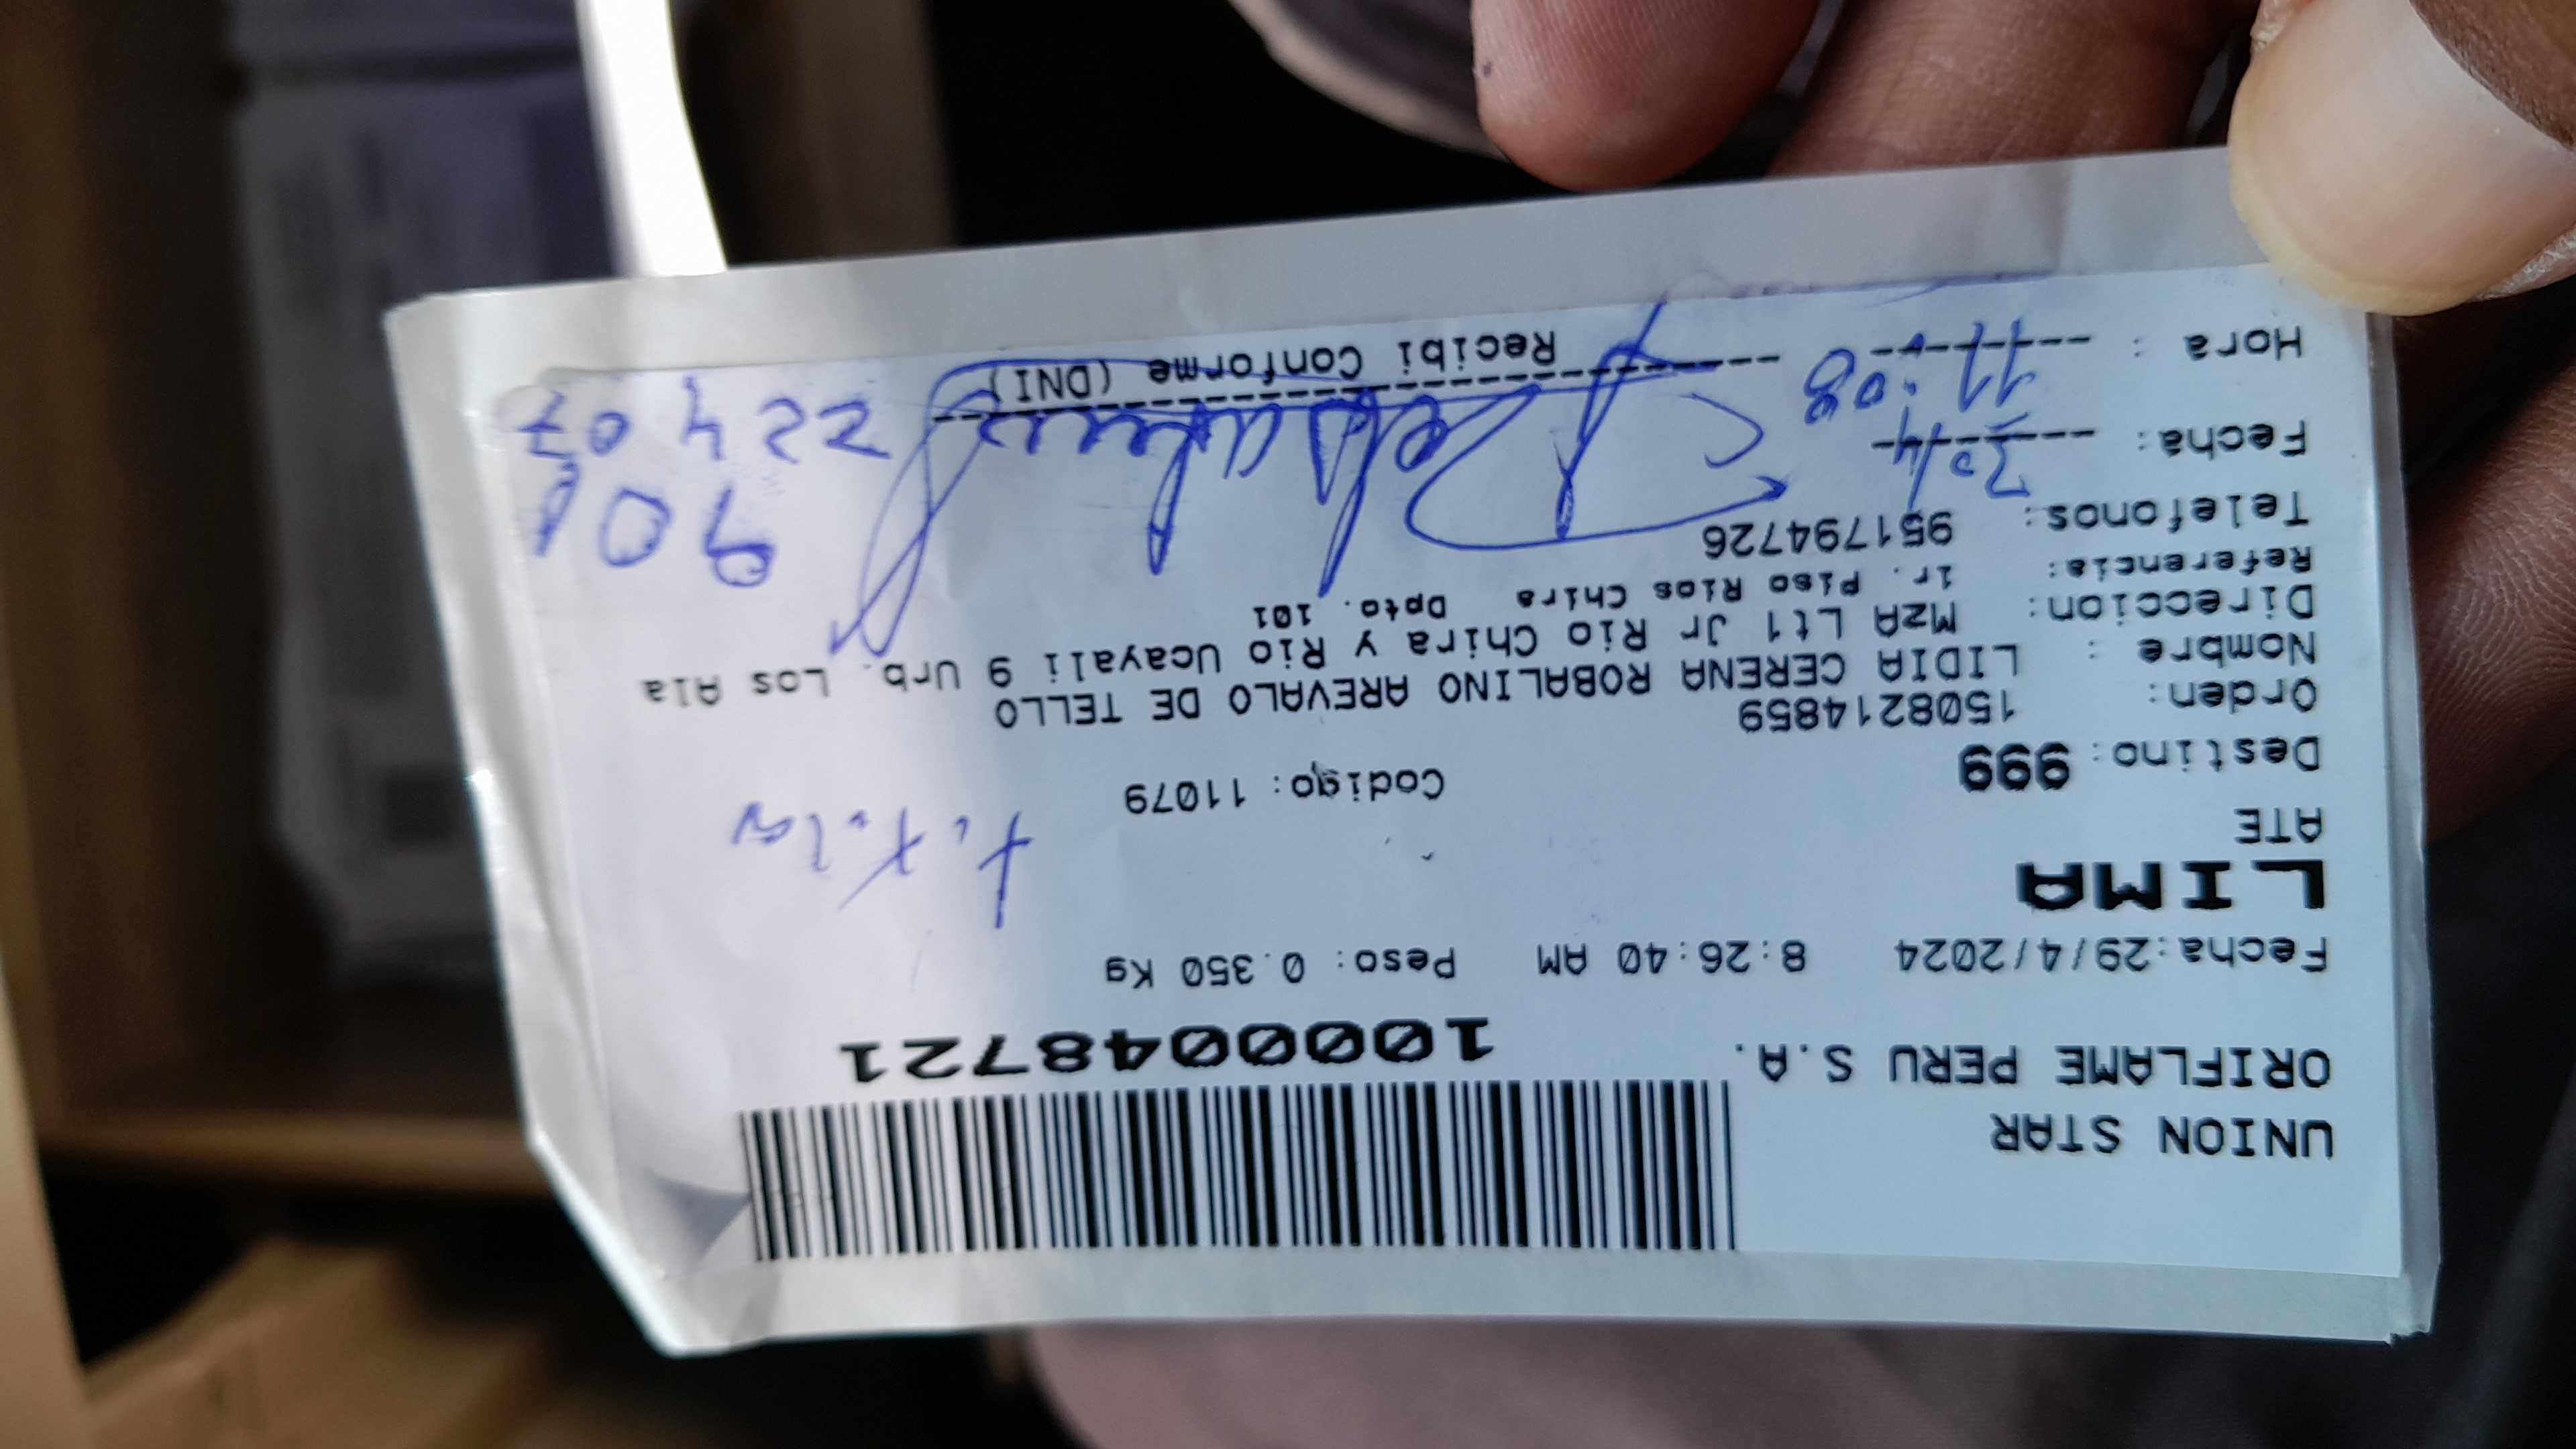 UNION STAR
ORIFLAME PERU S.A.
1000048721
Fecha:29/4/2024 8:26:40 AM Peso: 0.350 Kg
LIMA
ATE
Destino: 999 Codigo: 11079
Orden: 1508214859
Nombre : LIDIA CERENA ROBALINO AREVALO DE TELLO
Direccion: MzA Lt1 Jr Rio Chira y Rio Ucayali 9 Urb. Los Ala
Referencia: 1r. Piso Rios Chira Dpto. 101
Telefonos: 951794726
Fecha: 30/4
Hora : 11:08
22407
Recibi Conforme (DNI)